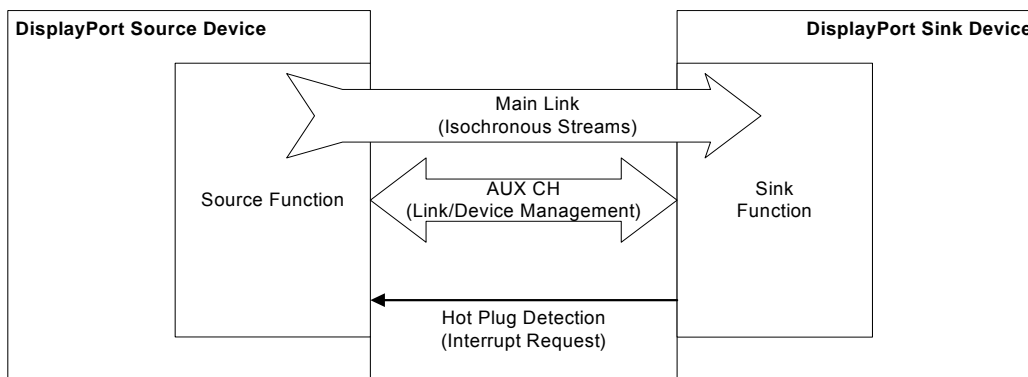 DisplayPort Source Device
DisplayPort Sink Device
Main Link
(Isochronous Streams)
AUX CH
(Link/Device Management)
Source Function
Sink
Function
Hot Plug Detection
(Interrupt Request)